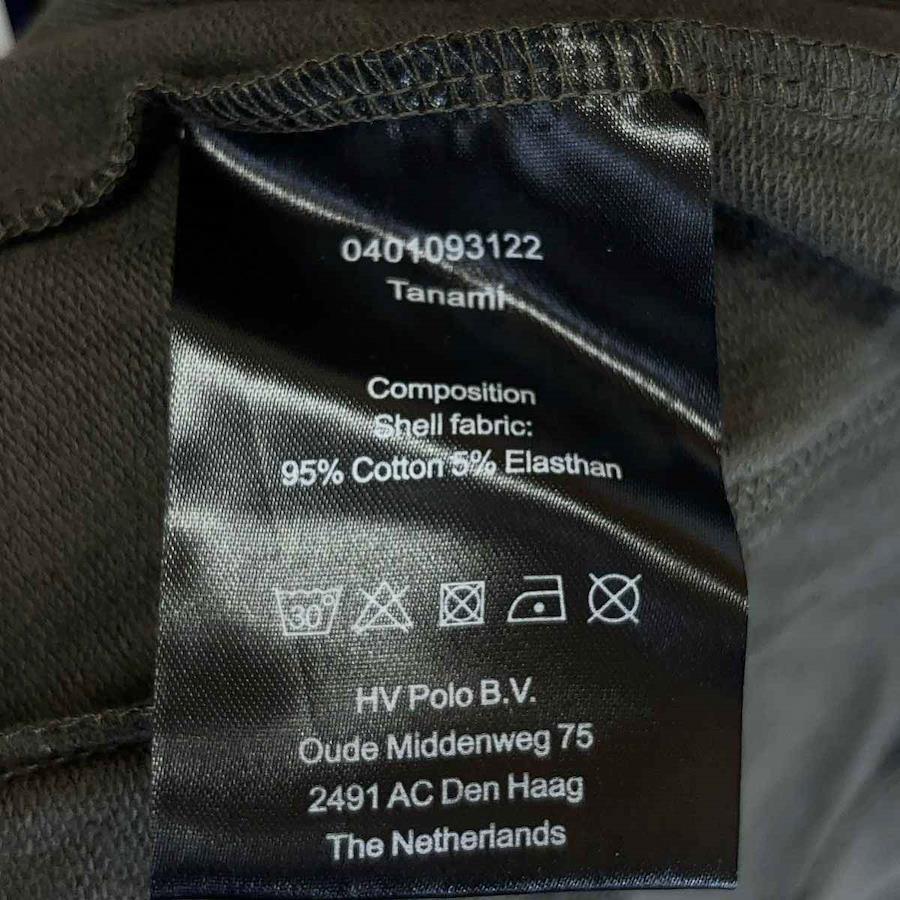 0401093122
Tanami
Composition
Shell fabric:
95% Cotton 5% Elasthan
30°
HV Polo B.V.
Oude Middenweg 75
2491 AC Den Haag
The Netherlands